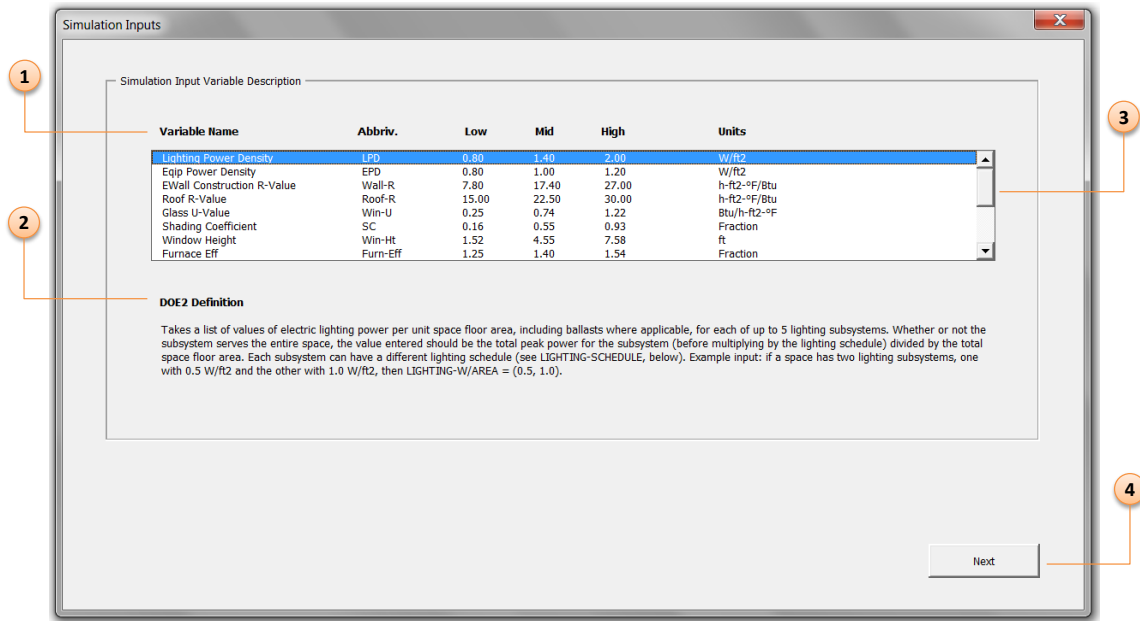 Simulation Inputs
X
1
Simulation Input Variable Description
3
Variable Name Abbriv. Low Mid High Units
Lighting Power Density LPD 0.80 1.40 2.00 W/ft2
Eqip Power Density EPD 0.80 1.00 1.20 W/ft2
EWall Construction R-Value Wall-R 7.80 17.40 27.00 h-ft2-ºF/Btu
Roof R-Value Roof-R 15.00 22.50 30.00 h-ft2-ºF/Btu
Glass U-Value Win-U 0.25 0.74 1.22 Btu/h-ft2-ºF
2
Shading Coefficient SC 0.16 0.55 0.93 Fraction
Window Height Win-Ht 1.52 4.55 7.58 ft
Furnace Eff Furn-Eff 1.25 1.40 1.54 Fraction
DOE2 Definition
Takes a list of values of electric lighting power per unit space floor area, including ballasts where applicable, for each of up to 5 lighting subsystems. Whether or not the
subsystem serves the entire space, the value entered should be the total peak power for the subsystem (before multiplying by the lighting schedule) divided by the total
space floor area. Each subsystem can have a different lighting schedule (see LIGHTING-SCHEDULE, below). Example input: if a space has two lighting subsystems, one
with 0.5 W/ft2 and the other with 1.0 W/ft2, then LIGHTING-W/AREA = (0.5, 1.0).
4
Next